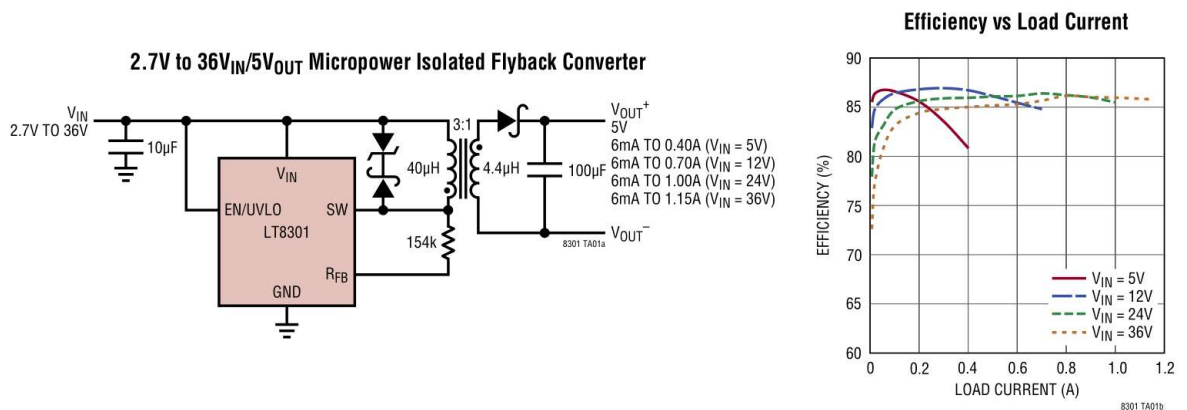 2.7V to 36VIN/5VOUT Micropower Isolated Flyback Converter
VIN
2.7V TO 36V
10µF
VIN
EN/UVLO
SW
LT8301
RFB
GND
154k
40µH
3:1
4.4µH
100µF
VOUT+
5V
6mA TO 0.40A (VIN = 5V)
6mA TO 0.70A (VIN = 12V)
6mA TO 1.00A (VIN = 24V)
6mA TO 1.15A (VIN = 36V)
VOUT–
8301 TA01a
Efficiency vs Load Current
EFFICIENCY (%)
90
85
80
75
70
65
60
VIN = 5V
VIN = 12V
VIN = 24V
VIN = 36V
0 0.2 0.4 0.6 0.8 1.0 1.2
LOAD CURRENT (A)
8301 TA01b